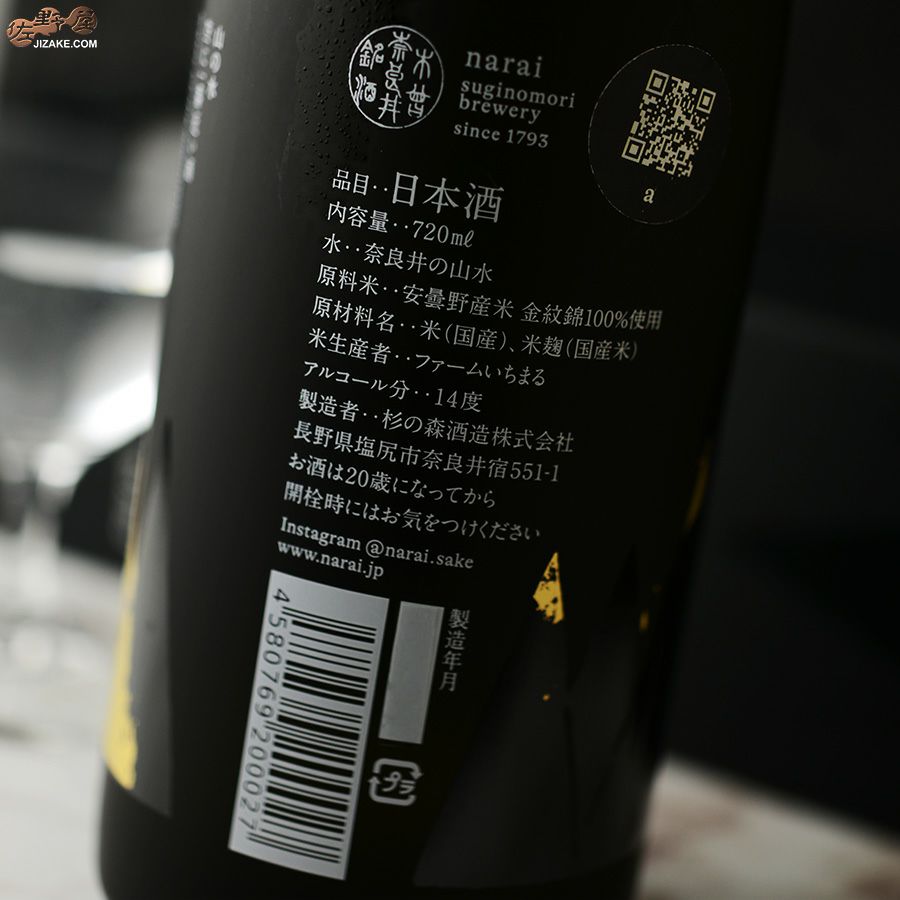 佐野屋
JIZAKE.COM
木曽
奈良井
銘酒
narai
suginomori
brewery
since 1793
a
品目‥日本酒
内容量‥720mℓ
水‥奈良井の山水
原料米‥安曇野産米 金紋錦100%使用
原材料名‥米(国産)、米麹(国産米)
米生産者‥ファームいちまる
アルコール分‥14度
製造者‥杉の森酒造株式会社
長野県塩尻市奈良井宿551-1
お酒は20歳になってから
開栓時にはお気をつけください
Instagram @narai.sake
www.narai.jp
4580769200027
製造年月
プラ
山の水